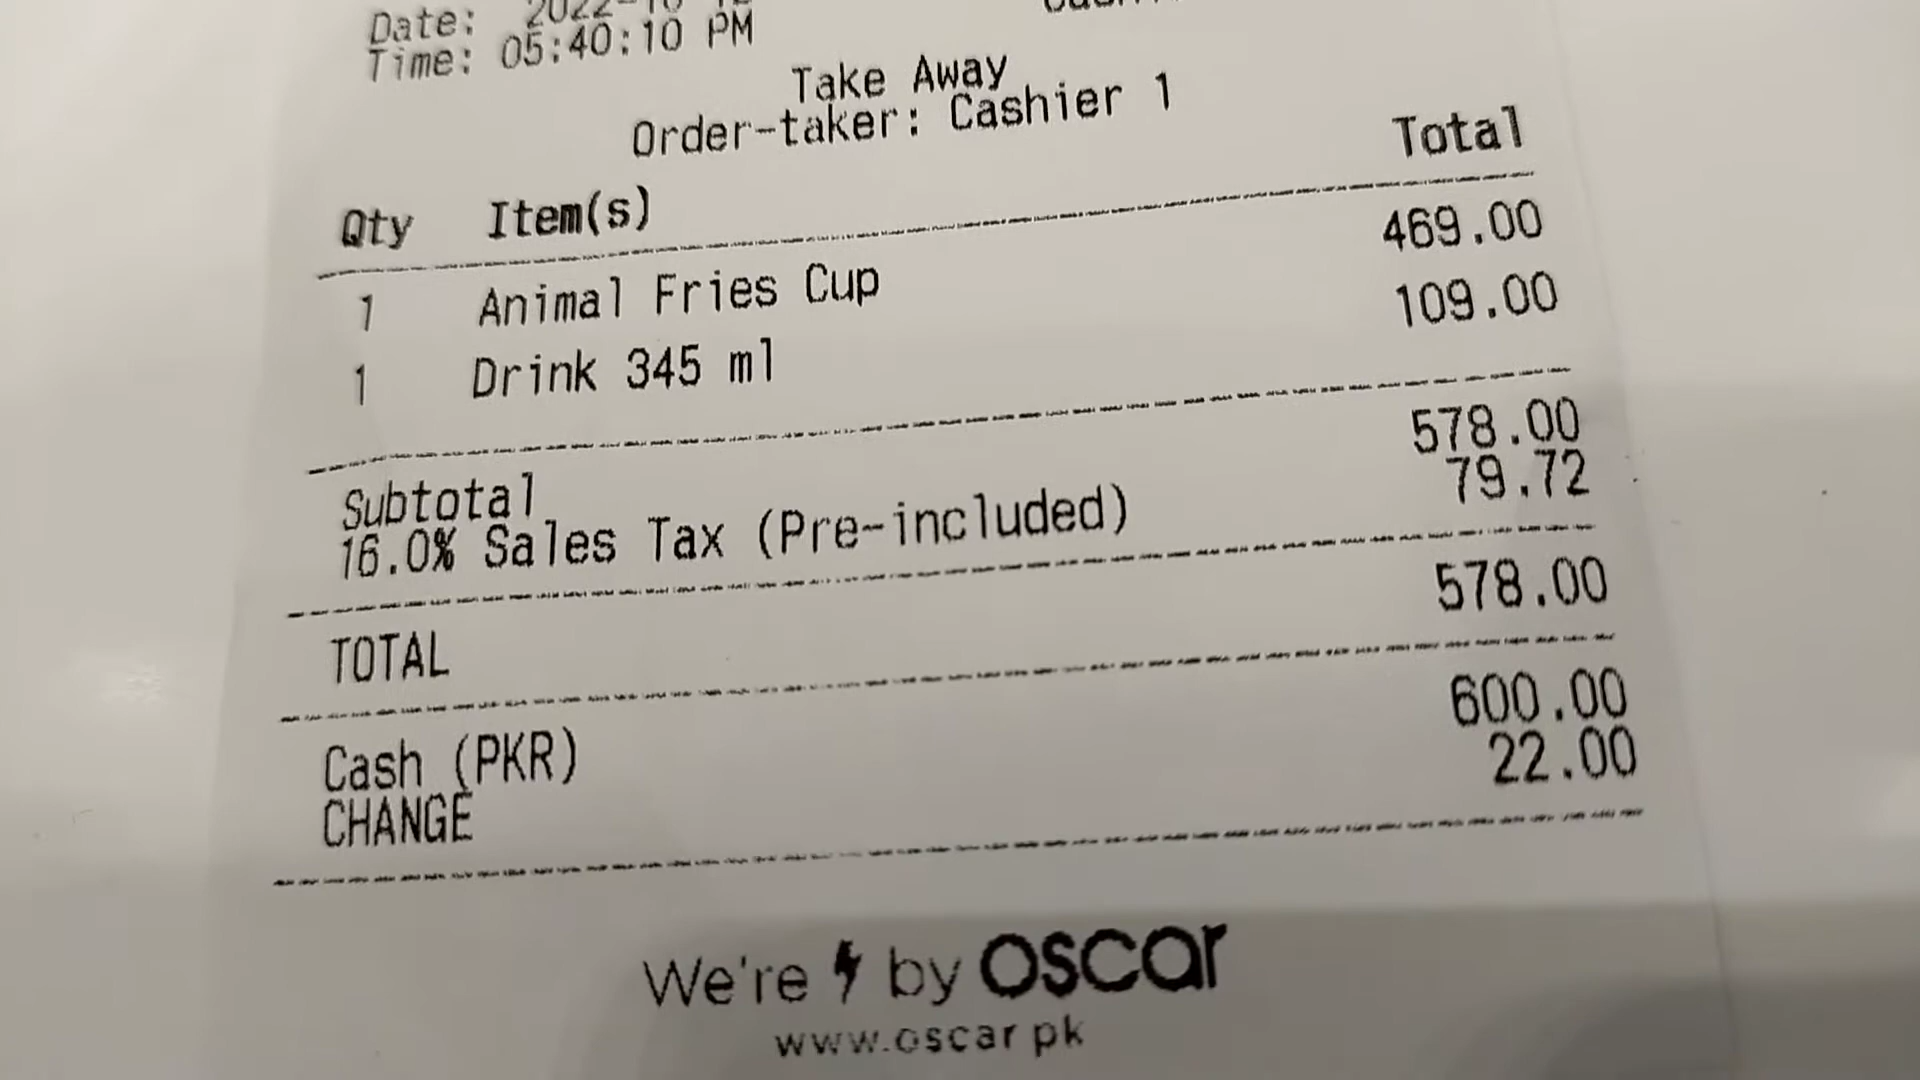 Date:
Time: 05:40:10 PM
Take Away
Order-taker: Cashier 1
Qty Item(s) Total
1 Animal Fries Cup 469.00
1 Drink 345 ml 109.00
Subtotal 578.00
16.0% Sales Tax (Pre-included) 79.72
TOTAL 578.00
Cash (PKR) 600.00
CHANGE 22.00
We're by oscar
www.oscar.pk